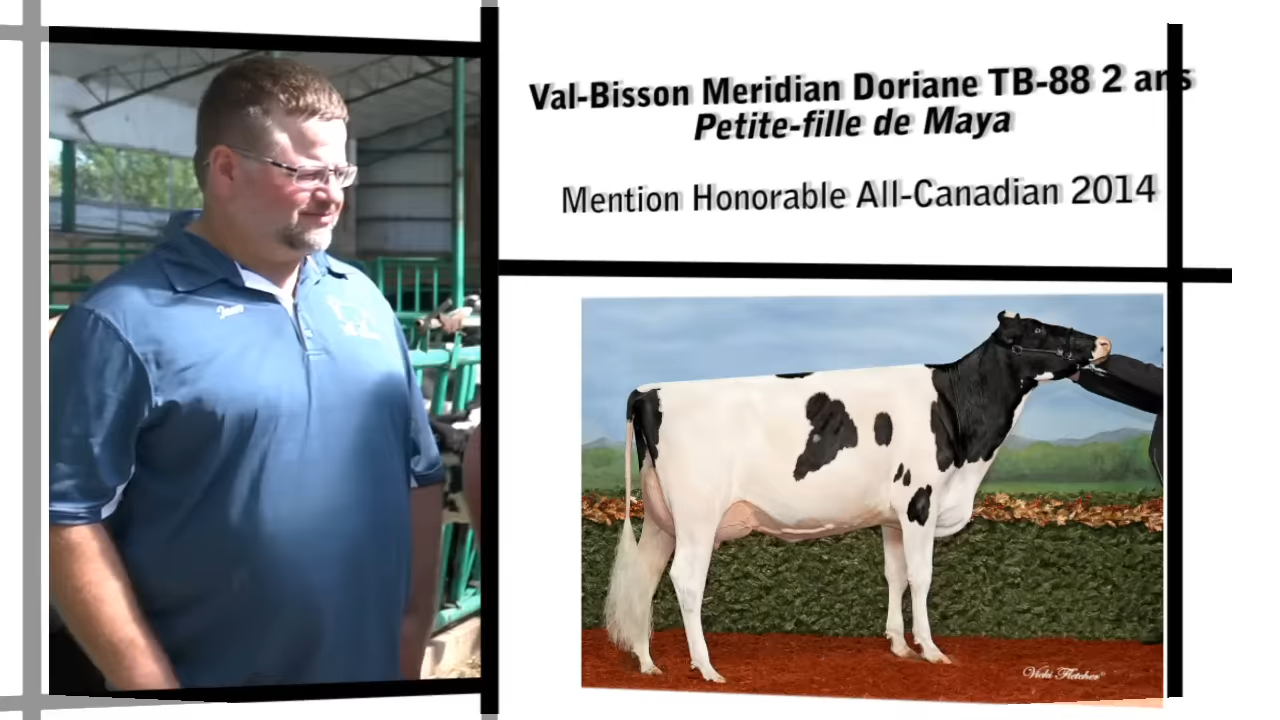 Val-Bisson Meridian Doriane TB-88 2 ans
Petite-fille de Maya
Mention Honorable All-Canadian 2014
Vicki Fletcher